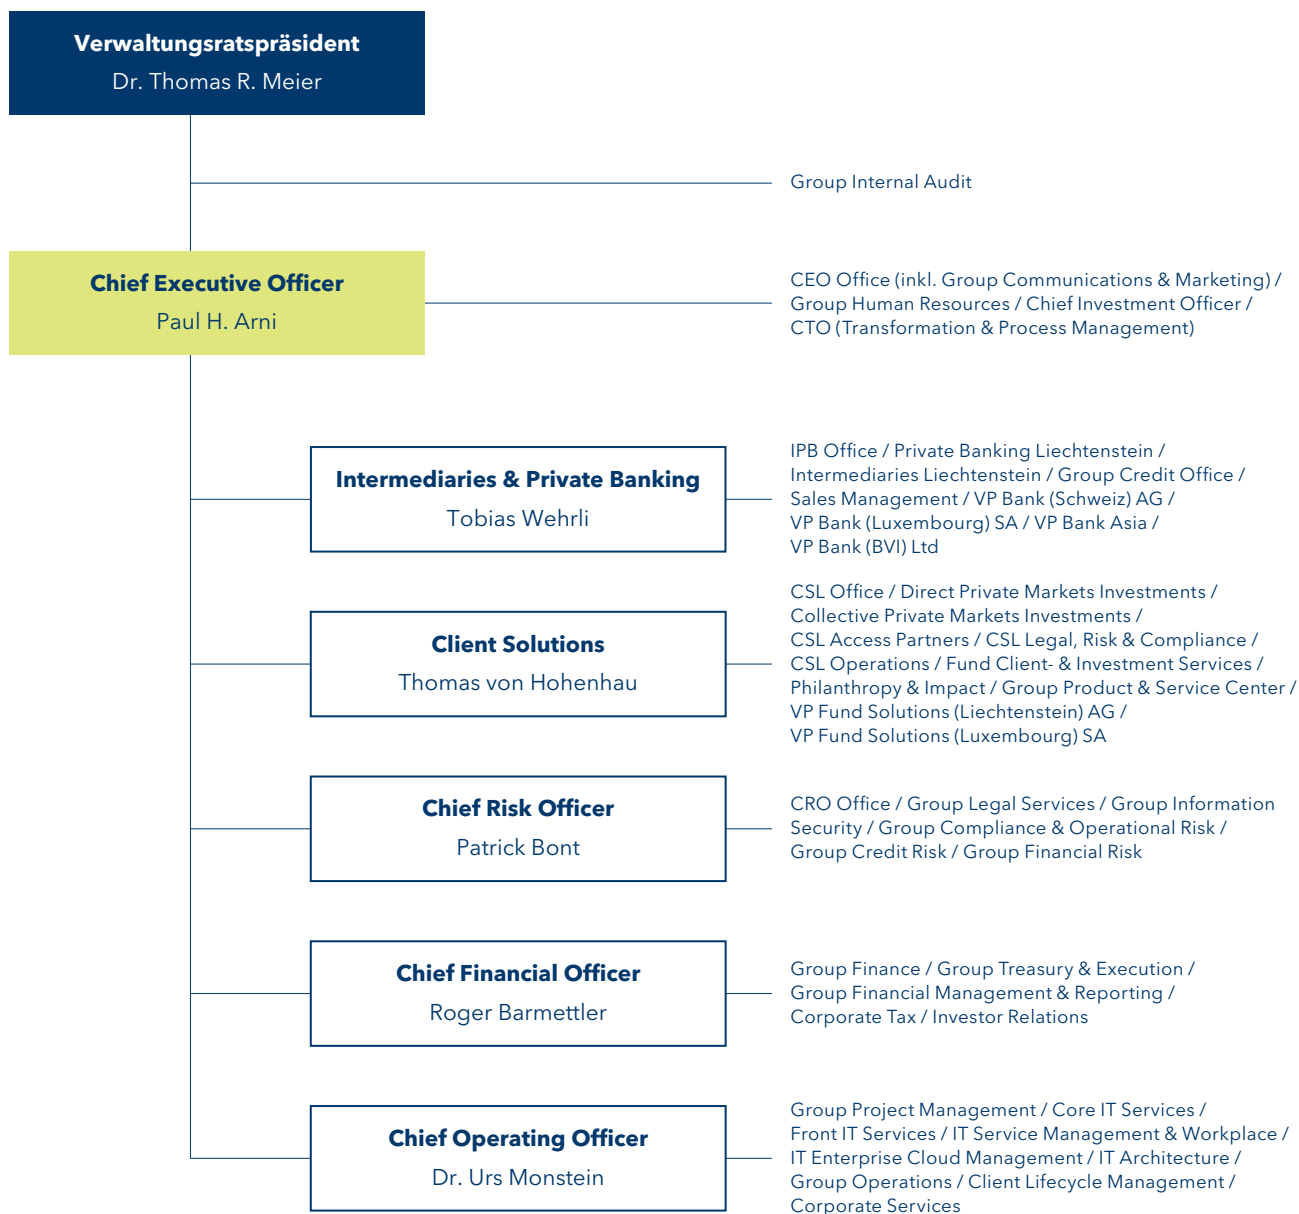 Verwaltungsratspräsident
Dr. Thomas R. Meier
Group Internal Audit
Chief Executive Officer
Paul H. Arni
CEO Office (inkl. Group Communications & Marketing) /
Group Human Resources / Chief Investment Officer /
CTO (Transformation & Process Management)
Intermediaries & Private Banking
Tobias Wehrli
IPB Office / Private Banking Liechtenstein /
Intermediaries Liechtenstein / Group Credit Office /
Sales Management / VP Bank (Schweiz) AG /
VP Bank (Luxembourg) SA / VP Bank Asia /
VP Bank (BVI) Ltd
Client Solutions
Thomas von Hohenhau
CSL Office / Direct Private Markets Investments /
Collective Private Markets Investments /
CSL Access Partners / CSL Legal, Risk & Compliance /
CSL Operations / Fund Client- & Investment Services /
Philanthropy & Impact / Group Product & Service Center /
VP Fund Solutions (Liechtenstein) AG /
VP Fund Solutions (Luxembourg) SA
Chief Risk Officer
Patrick Bont
CRO Office / Group Legal Services / Group Information
Security / Group Compliance & Operational Risk /
Group Credit Risk / Group Financial Risk
Chief Financial Officer
Roger Barmettler
Group Finance / Group Treasury & Execution /
Group Financial Management & Reporting /
Corporate Tax / Investor Relations
Chief Operating Officer
Dr. Urs Monstein
Group Project Management / Core IT Services /
Front IT Services / IT Service Management & Workplace /
IT Enterprise Cloud Management / IT Architecture /
Group Operations / Client Lifecycle Management /
Corporate Services